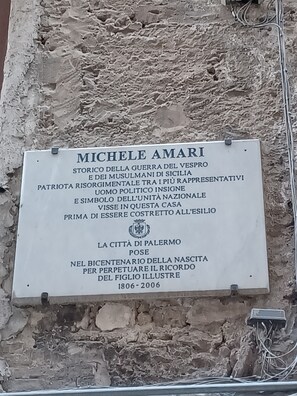 MICHELE AMARI
STORICO DELLA GUERRA DEL VESPRO
E DEI MUSULMANI DI SICILIA
PATRIOTA RISORGIMENTALE TRA I PIÙ RAPPRESENTATIVI
UOMO POLITICO INSIGNE
E SIMBOLO DELL'UNITÀ NAZIONALE
VISSE IN QUESTA CASA
PRIMA DI ESSERE COSTRETTO ALL'ESILIO
LA CITTÀ DI PALERMO
POSE
NEL BICENTENARIO DELLA NASCITA
PER PERPETUARE IL RICORDO
DEL FIGLIO ILLUSTRE
1806-2006